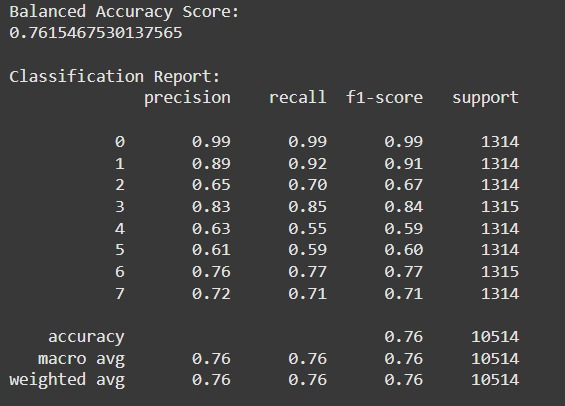 Balanced Accuracy Score:
0.7615467530137565
Classification Report:
precision recall f1-score support
0 0.99 0.99 0.99 1314
1 0.89 0.92 0.91 1314
2 0.65 0.70 0.67 1314
3 0.83 0.85 0.84 1315
4 0.63 0.55 0.59 1314
5 0.61 0.59 0.60 1314
6 0.76 0.77 0.77 1315
7 0.72 0.71 0.71 1314
accuracy 0.76 10514
macro avg 0.76 0.76 0.76 10514
weighted avg 0.76 0.76 0.76 10514